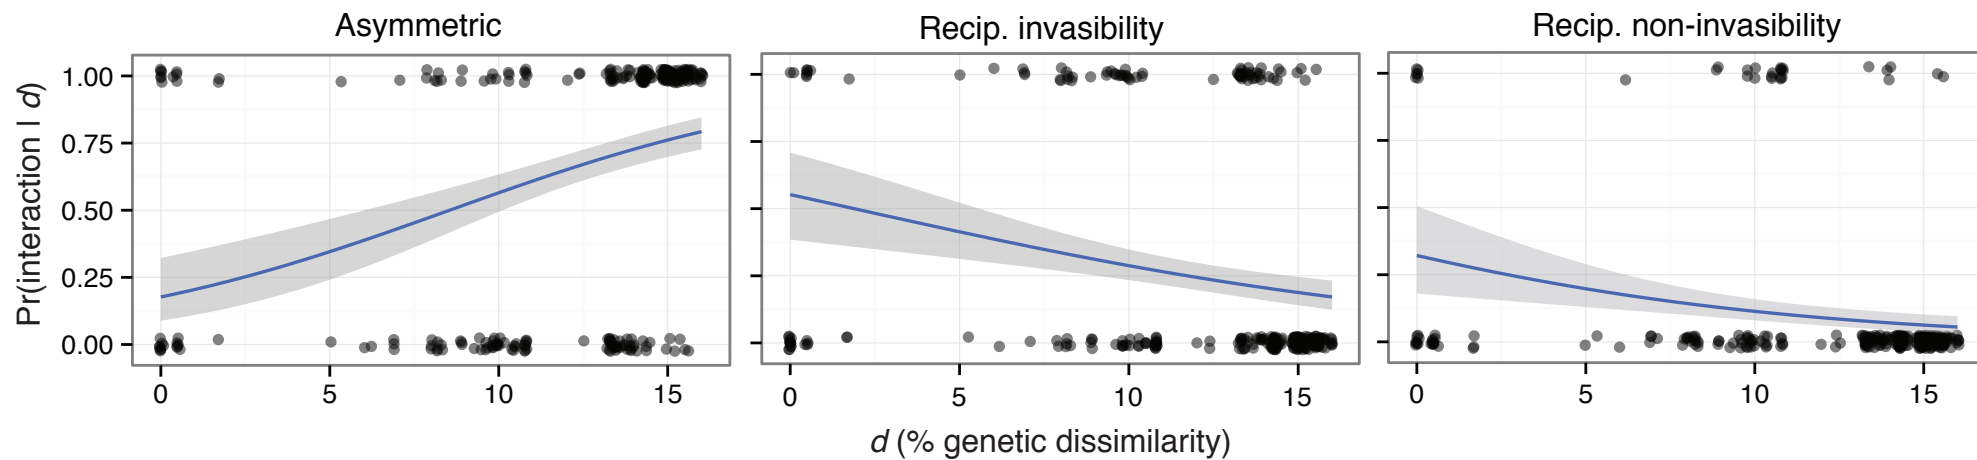 Asymmetric
Recip. invasibility
Recip. non-invasibility
Pr(interaction | d)
1.00
0.75
0.50
0.25
0.00
0 5 10 15
0 5 10 15
0 5 10 15
d (% genetic dissimilarity)